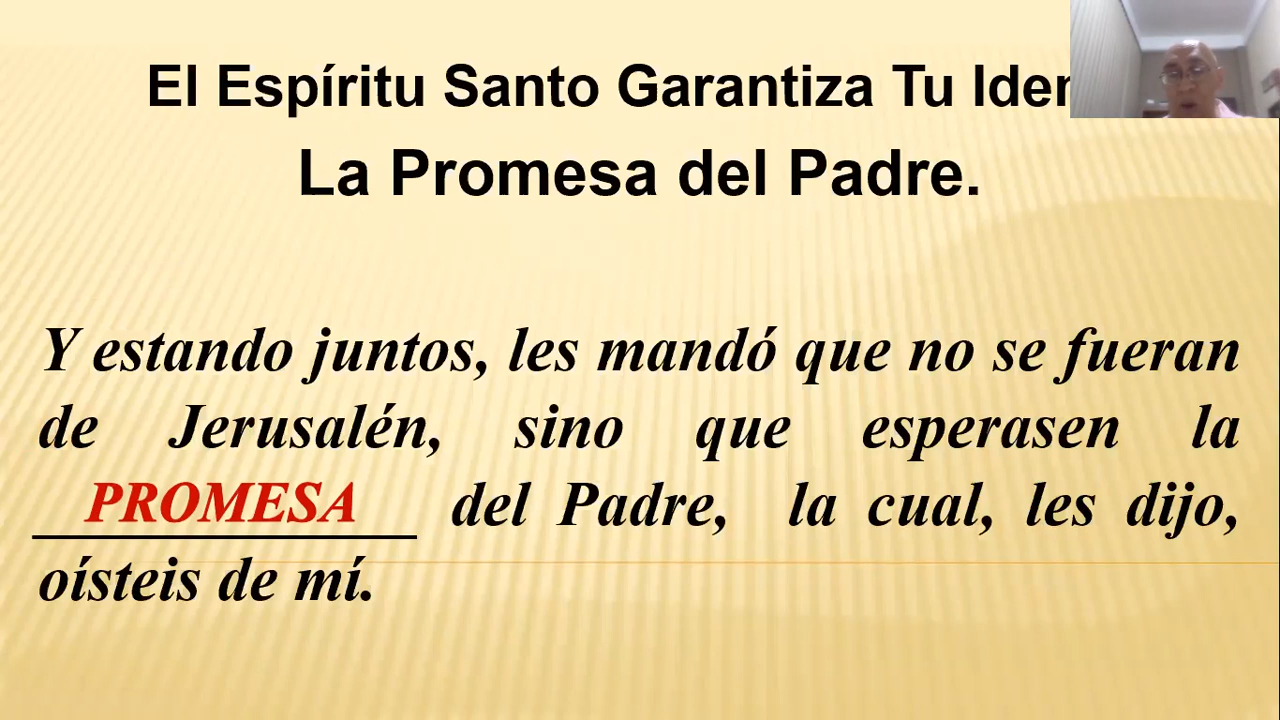 El Espíritu Santo Garantiza Tu
La Promesa del Padre.
Y estando juntos, les mandó que no se fueran
de Jerusalén, sino que esperasen la
PROMESA del Padre, la cual, les dijo,
oísteis de mí.